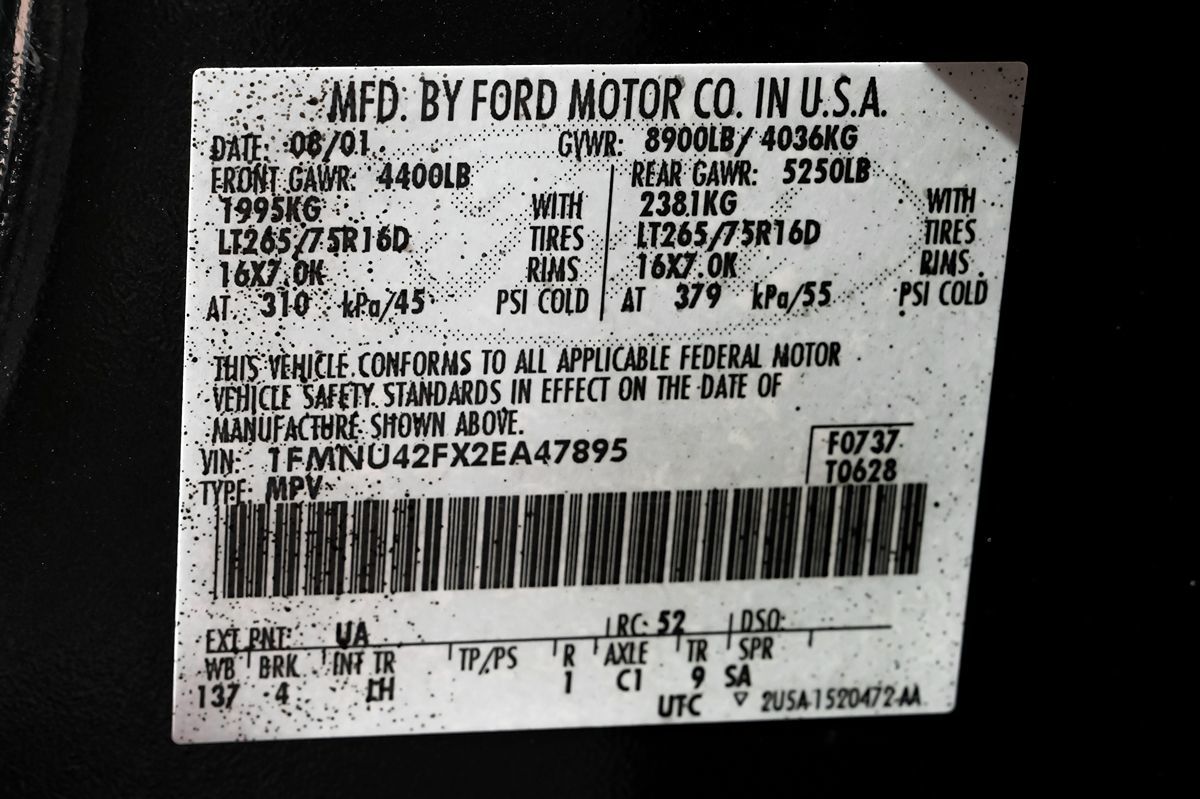 MFD. BY FORD MOTOR CO. IN U.S.A.
DATE: 08/01 GVWR: 8900LB/ 4036KG
FRONT GAWR: 4400LB REAR GAWR: 5250LB
1995KG WITH 2381KG WITH
LT265/75R16D TIRES LT265/75R16D TIRES
16X7.0K RIMS 16X7.0K RIMS
AT 310 kPa/45 PSI COLD AT 379 kPa/55 PSI COLD
THIS VEHICLE CONFORMS TO ALL APPLICABLE FEDERAL MOTOR
VEHICLE SAFETY STANDARDS IN EFFECT ON THE DATE OF
MANUFACTURE SHOWN ABOVE.
VIN: 1FMNU42FX2EA47895 F0737
TYPE: MPV T0628
EXT PNT: UA RC: 52 DSO:
WB BRK INT TR TP/PS R AXLE TR SPR
137 4 LH 1 C1 9 SA
UTC ▽ 2USA-1520472-AA